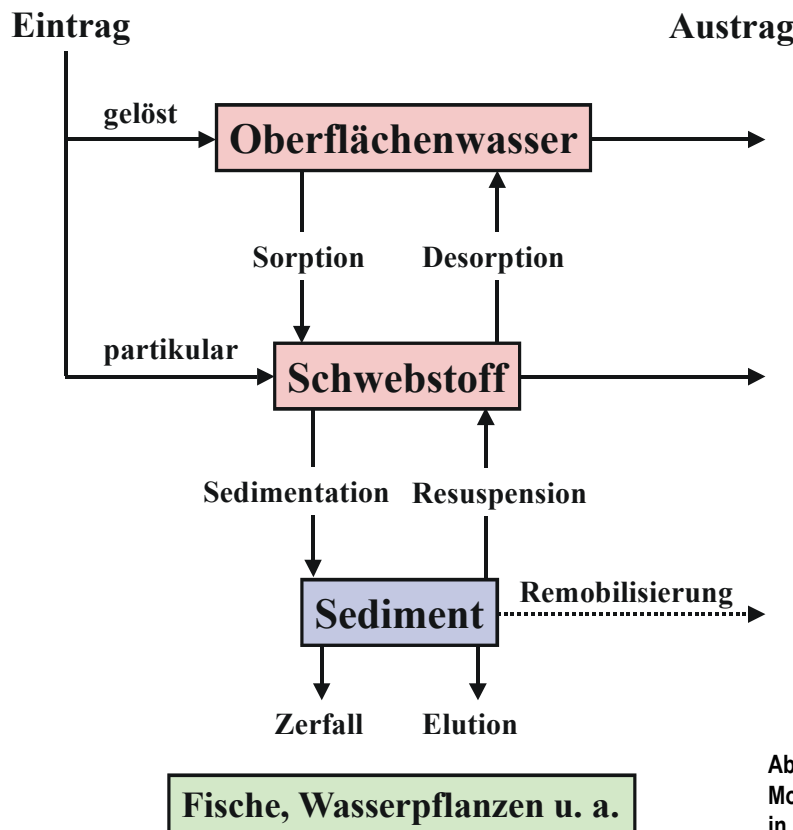 Eintrag
Austrag
gelöst
Oberflächenwasser
Sorption
Desorption
partikular
Schwebstoff
Sedimentation
Resuspension
Sediment
Remobilisierung
Zerfall
Elution
Fische, Wasserpflanzen u. a.
Ab
Mo
in